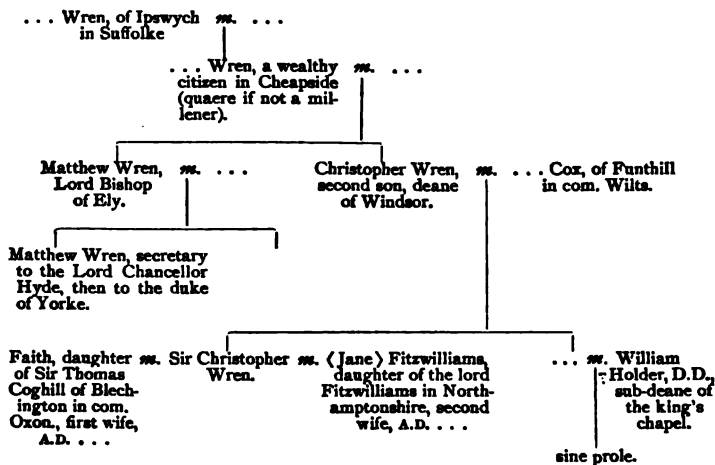 . . . Wren, of Ipswych m. . . .
in Suffolke
. . . Wren, a wealthy m. . . .
citizen in Cheapside
(quaere if not a mil-
lener).
Matthew Wren, m. . . .
Lord Bishop
of Ely.
Christopher Wren, m. . . . Cox, of Funthill
second son, deane in com. Wilts.
of Windsor.
Matthew Wren, secretary
to the Lord Chancellor
Hyde, then to the duke
of Yorke.
Faith, daughter m. Sir Christopher m. ⟨Jane⟩ Fitzwilliams,
of Sir Thomas Wren. daughter of the lord
Coghill of Blech- Fitzwilliams in North-
ington in com. amptonshire, second
Oxon., first wife, wife, A.D. . . .
A.D. . . .
. . . m. William
Holder, D.D.,
sub-deane of
the king's
chapel.
sine prole.